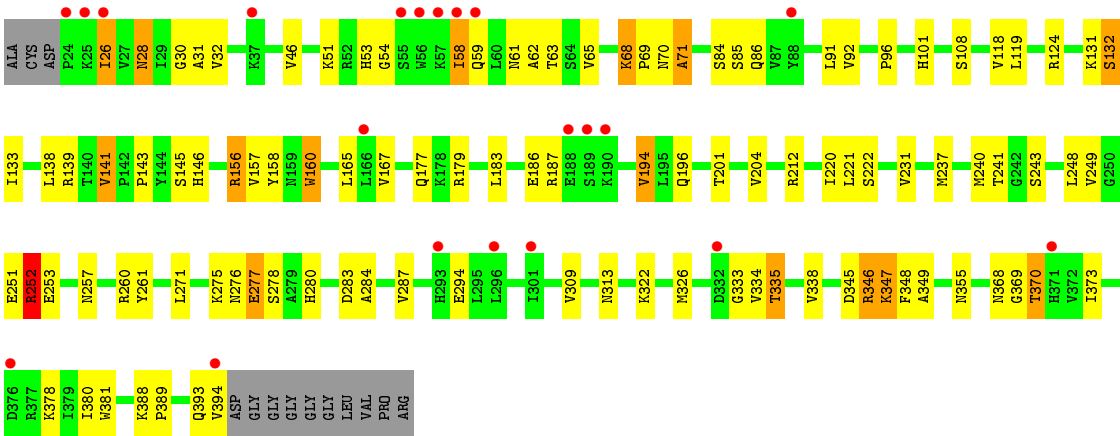 ALA CYS ASP P24 K25 I26 V27 N28 I29 G30 A31 V32 K37 V46 K51 R52 H53 G54 S55 W56 K57 I58 Q59 L60 N61 A62 T63 S64 V65 K68 P69 N70 A71 S84 S85 Q86 V87 Y88 L91 V92 P96 H101 S108 V118 L119 R124 K131 S132
I133 L138 R139 T140 V141 P142 P143 Y144 S145 H146 R156 V157 Y158 N159 W160 L165 L166 V167 Q177 K178 R179 L183 E186 R187 E188 S189 K190 V194 L195 Q196 T201 V204 R212 I220 L221 S222 V231 M237 M240 T241 G242 S243 L248 V249 G250
E251 R252 E253 N257 R260 Y261 L271 K275 N276 E277 S278 A279 H280 D283 A284 V287 H293 E294 L295 L296 I301 V309 N313 K322 M326 D332 G333 V334 T335 V338 D345 R346 K347 F348 A349 N355 N368 G369 T370 H371 V372 I373
D376 R377 K378 I379 I380 W381 K388 P389 Q393 V394 ASP GLY GLY GLY GLY GLY LEU VAL PRO ARG